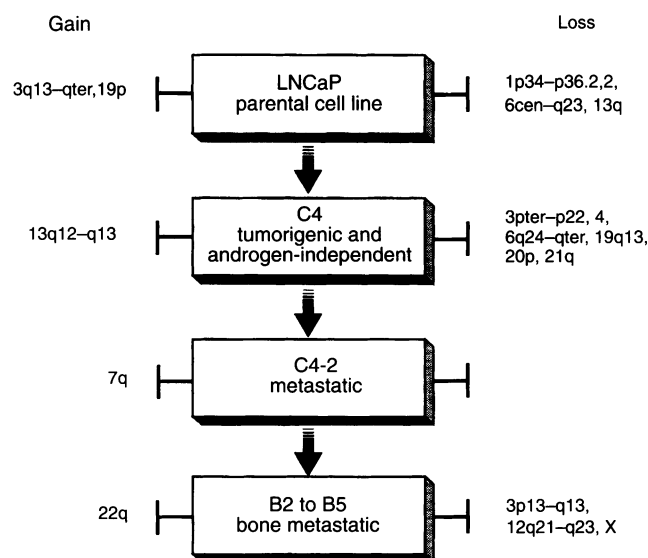 Gain
Loss
3q13–qter,19p
LNCaP
parental cell line
1p34–p36.2,2,
6cen–q23, 13q
13q12–q13
C4
tumorigenic and
androgen-independent
3pter–p22, 4,
6q24–qter, 19q13,
20p, 21q
7q
C4-2
metastatic
22q
B2 to B5
bone metastatic
3p13–q13,
12q21–q23, X